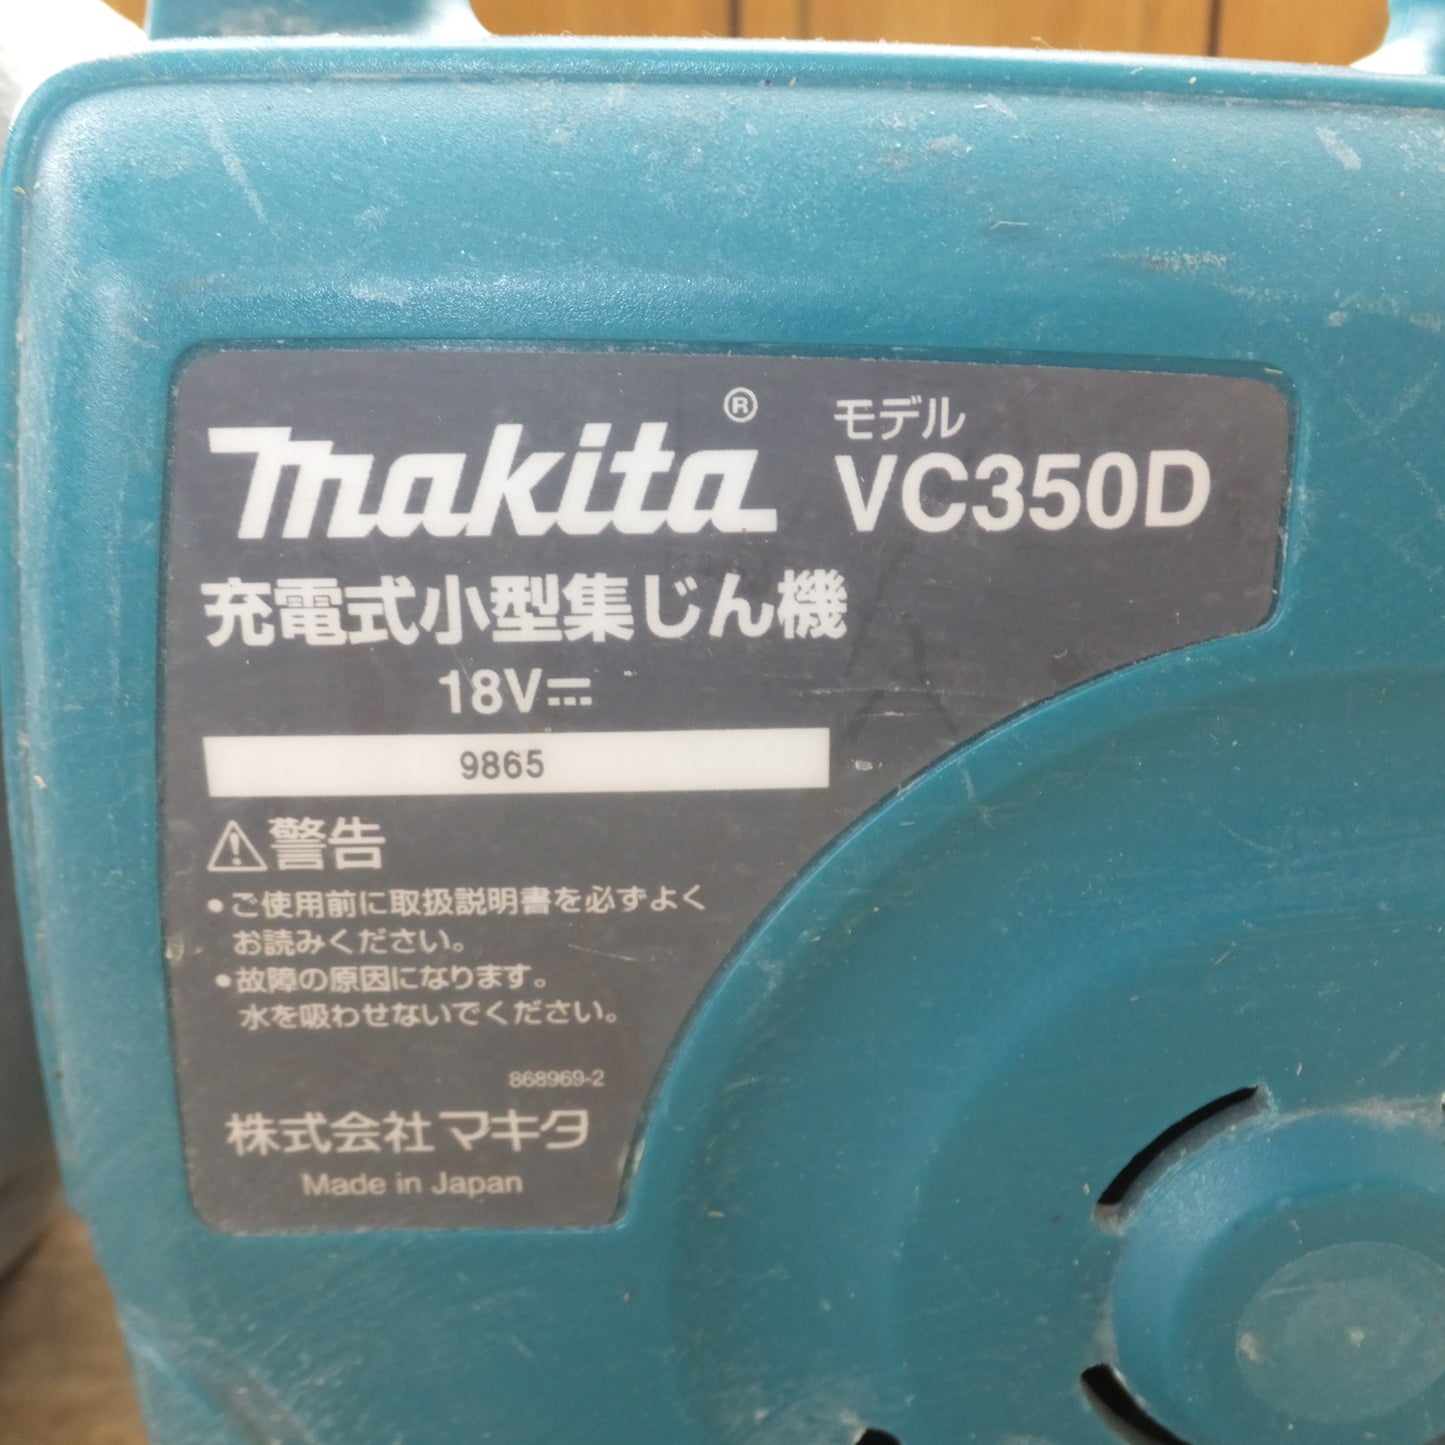 makita®
モデル
VC350D
充電式小型集じん機
18V⎓
9865
⚠警告
•ご使用前に取扱説明書を必ずよく
お読みください。
•故障の原因になります。
水を吸わせないでください。
868969-2
株式会社マキタ
Made in Japan